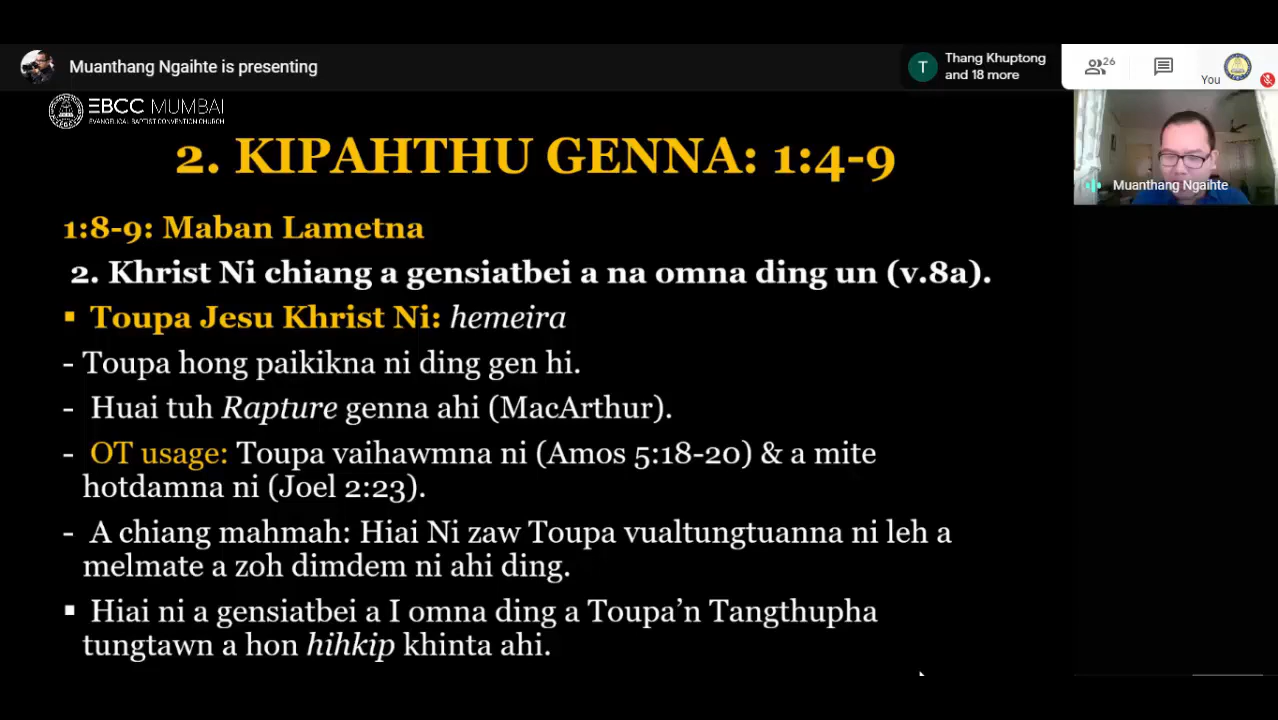 Muanthang Ngaihte is presenting
T
Thang Khuptong
and 18 more
26
You
EBCC MUMBAI
EVANGELICAL BAPTIST CONVENTION CHURCH
2. KIPAHTHU GENNA: 1:4-9
Muanthang Ngaihte
1:8-9: Maban Lametna
2. Khrist Ni chiang a gensiatbei a na omna ding un (v.8a).
▪ Toupa Jesu Khrist Ni: hemeira
- Toupa hong paikikna ni ding gen hi.
- Huai tuh Rapture genna ahi (MacArthur).
- OT usage: Toupa vaihawmna ni (Amos 5:18-20) & a mite
hotdamna ni (Joel 2:23).
- A chiang mahmah: Hiai Ni zaw Toupa vualtungtuanna ni leh a
melmate a zoh dimdem ni ahi ding.
▪ Hiai ni a gensiatbei a I omna ding a Toupa’n Tangthupha
tungtawn a hon hihkip khinta ahi.